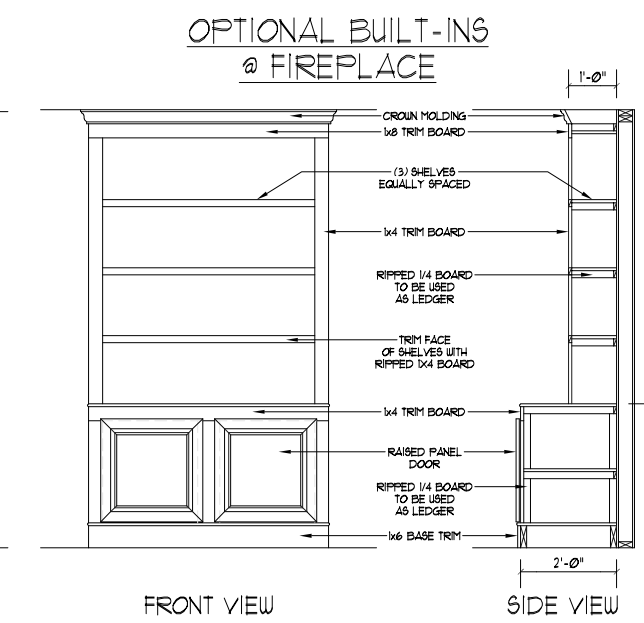 OPTIONAL BUILT-INS
@ FIREPLACE
1'-0"
CROWN MOLDING
1x8 TRIM BOARD
(3) SHELVES
EQUALLY SPACED
1x4 TRIM BOARD
RIPPED 1/4 BOARD
TO BE USED
AS LEDGER
TRIM FACE
OF SHELVES WITH
RIPPED 1X4 BOARD
1x4 TRIM BOARD
RAISED PANEL
DOOR
RIPPED 1/4 BOARD
TO BE USED
AS LEDGER
1x6 BASE TRIM
2'-0"
FRONT VIEW
SIDE VIEW